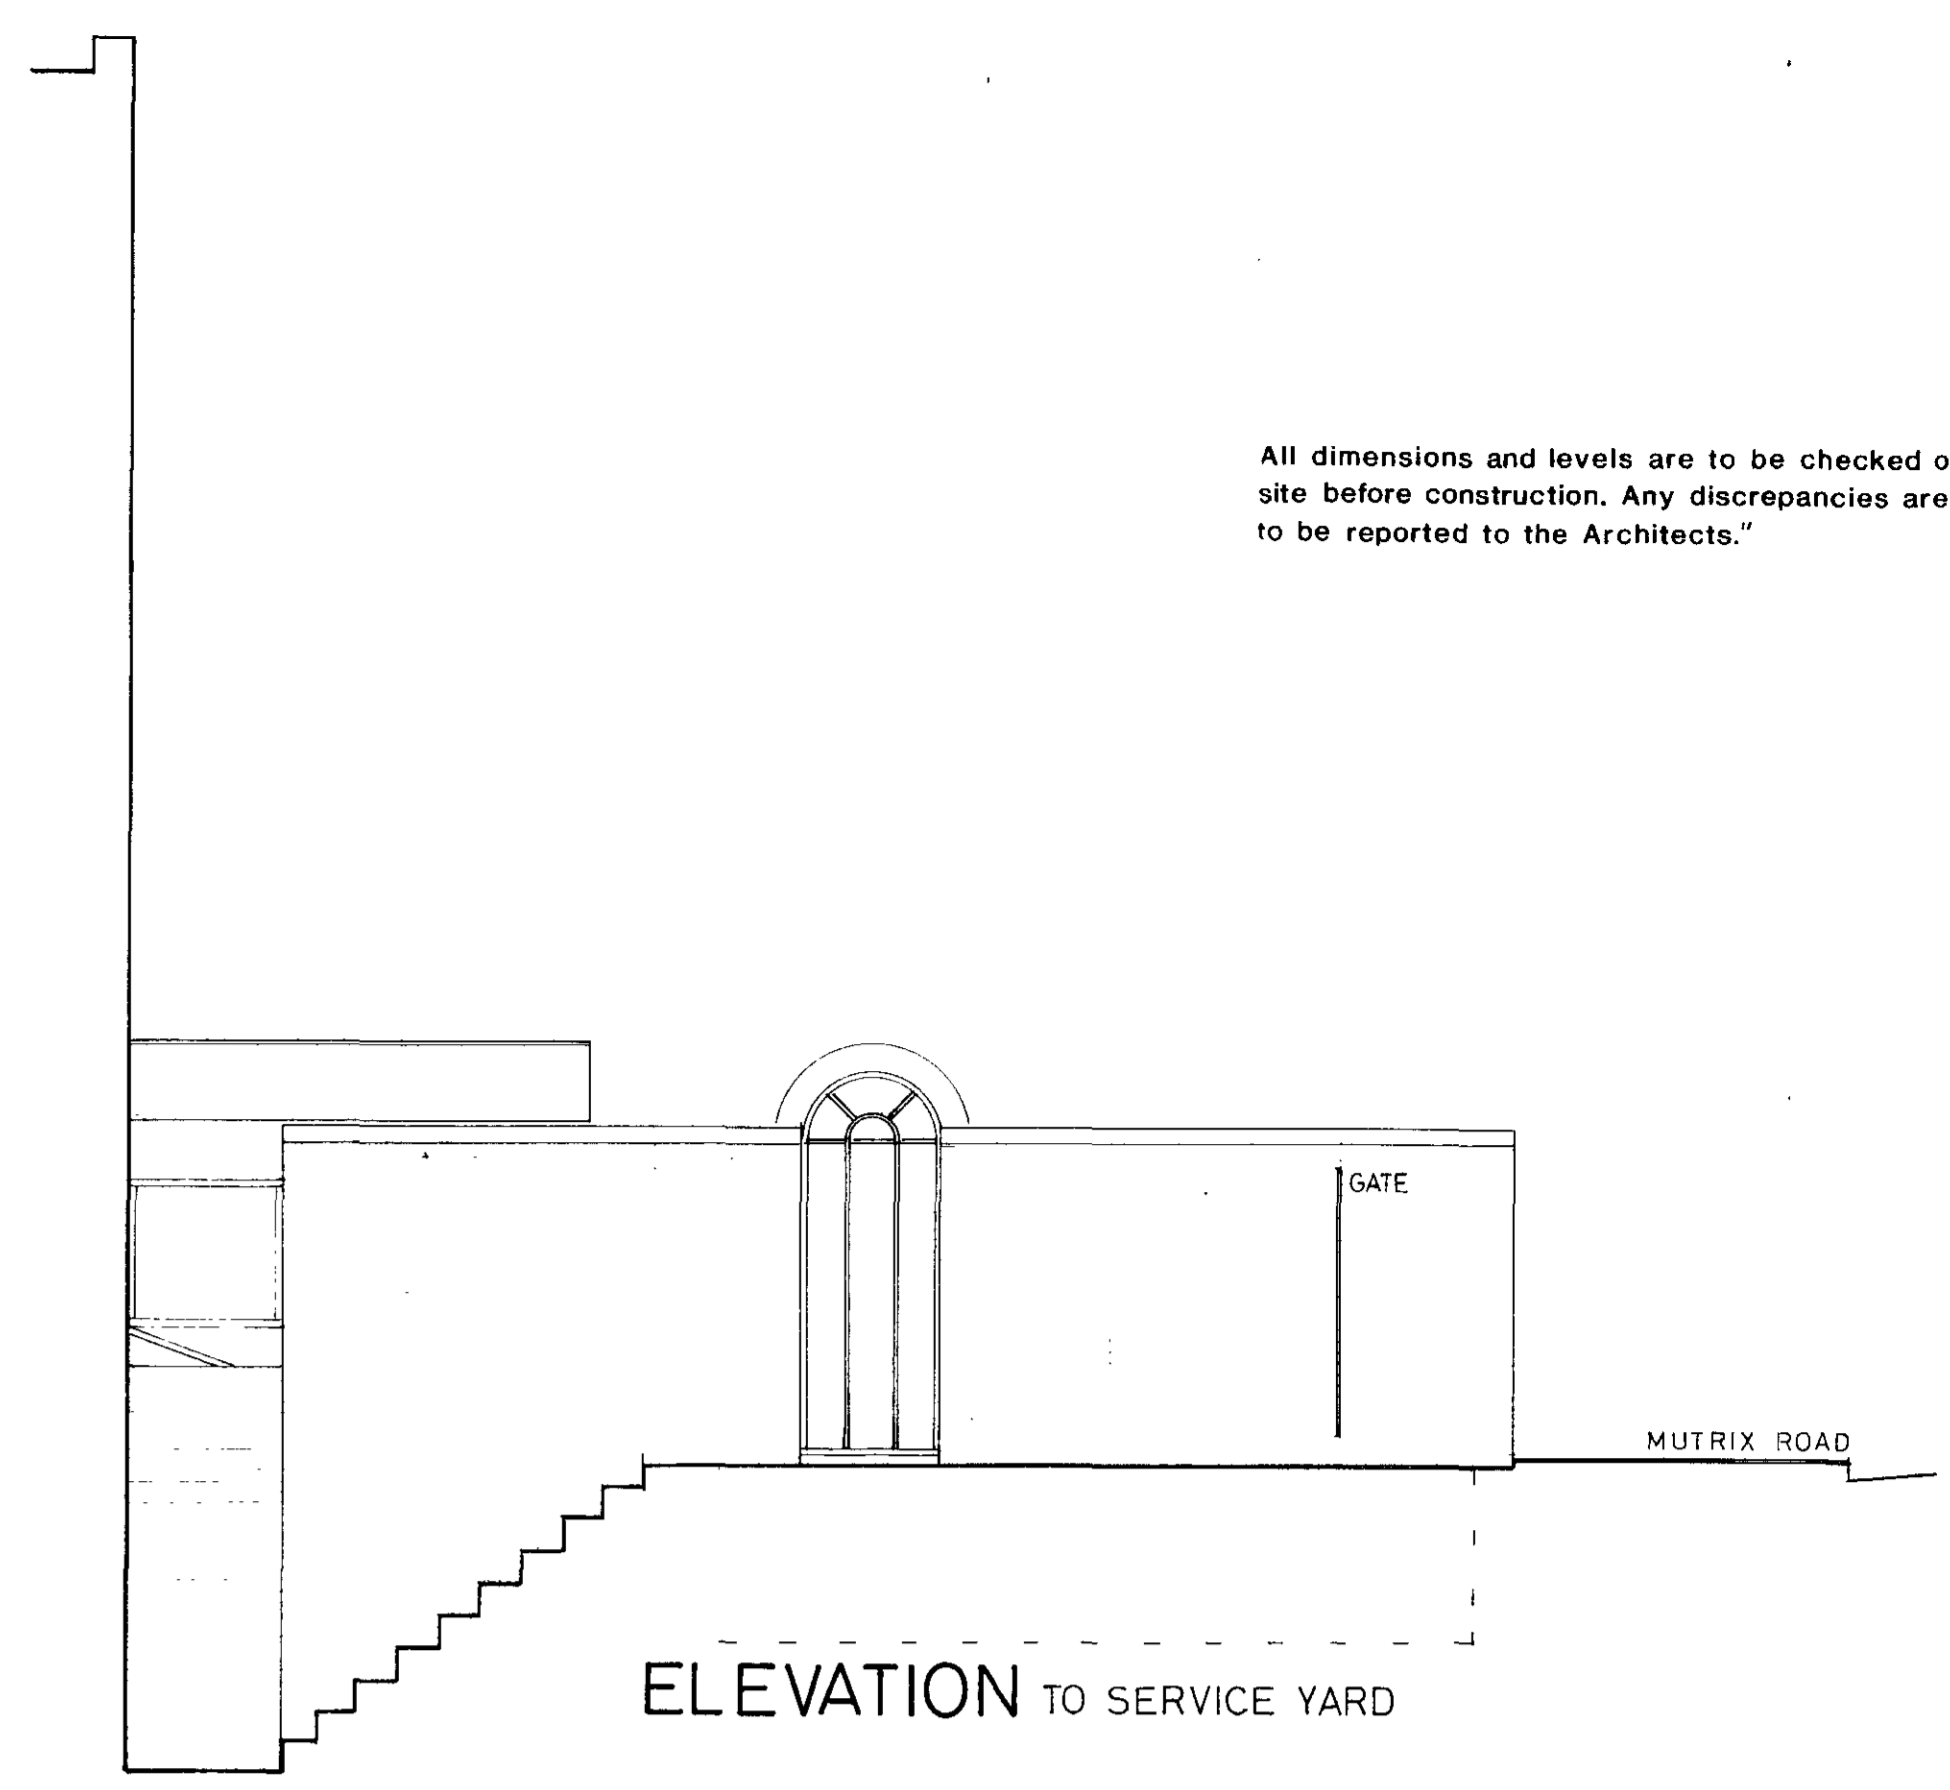 All dimensions and levels are to be checked o
site before construction. Any discrepancies are
to be reported to the Architects."
GATE
MUTRIX ROAD
ELEVATION TO SERVICE YARD